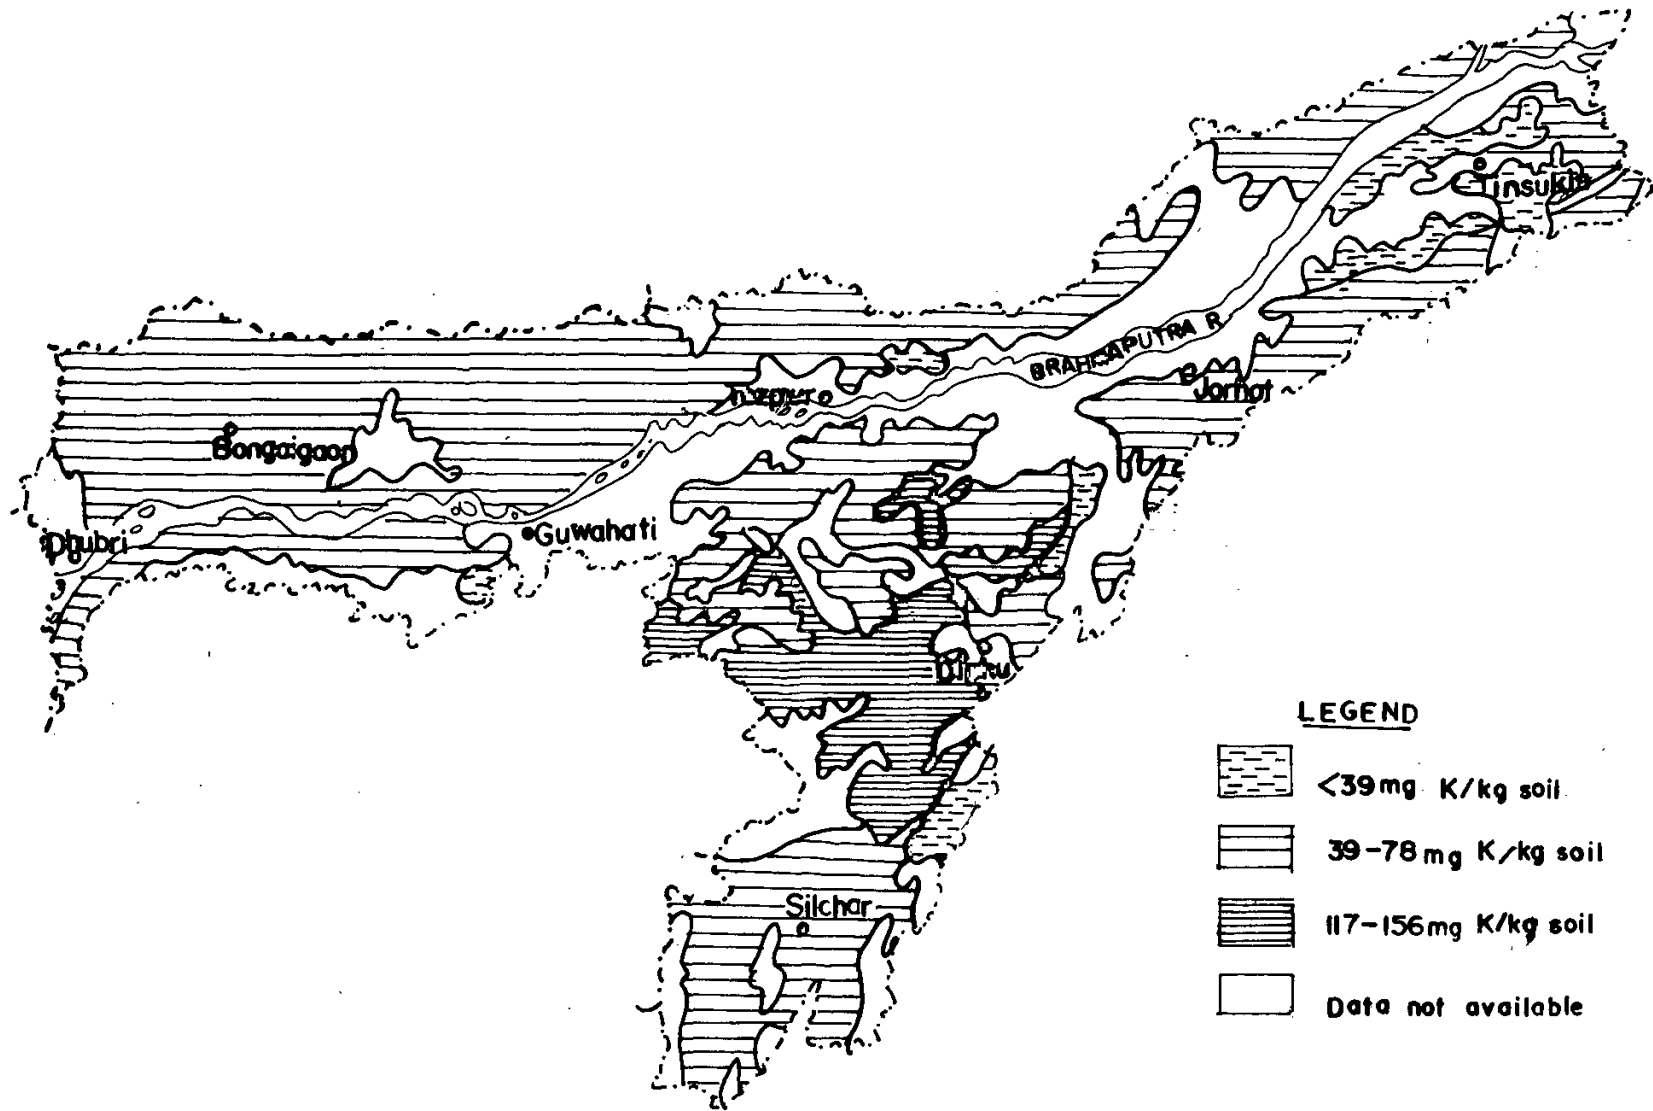 Tinsukia
BRAHMAPUTRA R.
Jorhat
Bongaigaon
Guwahati
Dhubri
Silchar
LEGEND
<39mg K/kg soil
39-78mg K/kg soil
117-156mg K/kg soil
Data not available